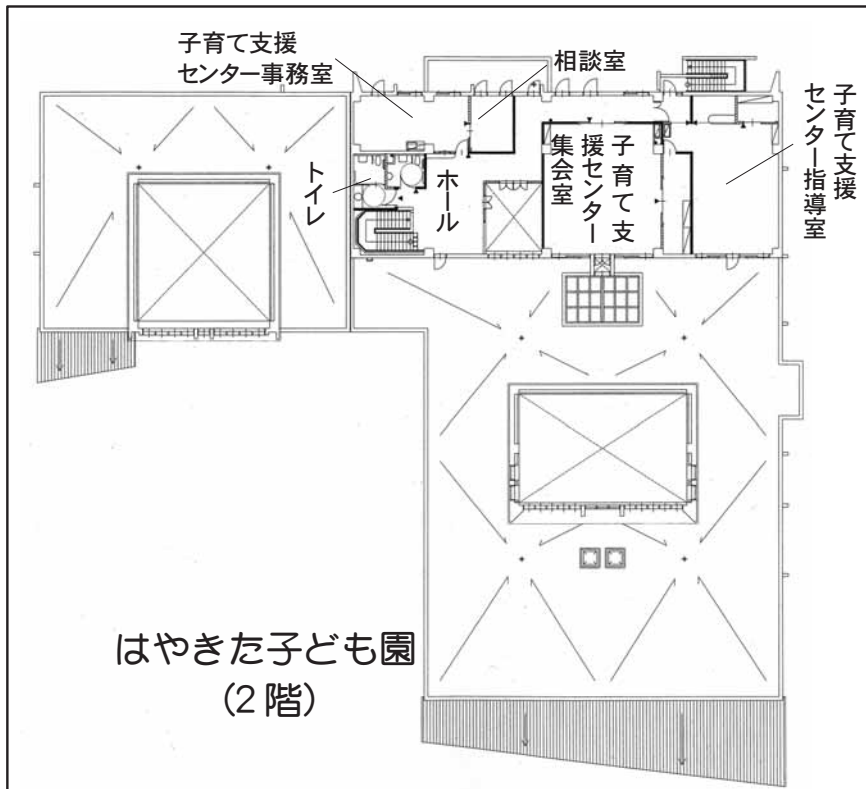 子育て支援
センター事務室
相談室
トイレ
ホール
子育て支
援センター
集会室
子育て支援
センター指導室
はやきた子ども園
(2階)